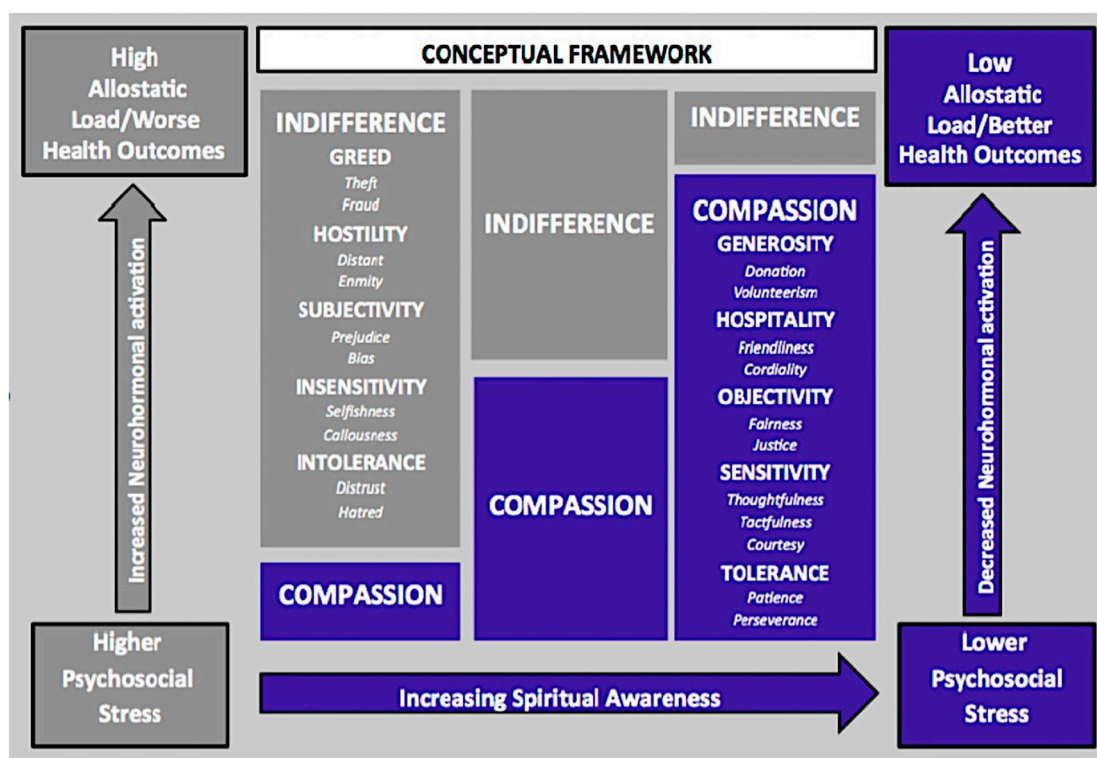 CONCEPTUAL FRAMEWORK
High
Allostatic
Load/Worse
Health Outcomes
Increased Neurohormonal activation
Higher
Psychosocial
Stress
INDIFFERENCE
GREED
Theft
Fraud
HOSTILITY
Distant
Enmity
SUBJECTIVITY
Prejudice
Bias
INSENSITIVITY
Selfishness
Callousness
INTOLERANCE
Distrust
Hatred
COMPASSION
INDIFFERENCE
COMPASSION
INDIFFERENCE
COMPASSION
GENEROSITY
Donation
Volunteerism
HOSPITALITY
Friendliness
Cordiality
OBJECTIVITY
Fairness
Justice
SENSITIVITY
Thoughtfulness
Tactfulness
Courtesy
TOLERANCE
Patience
Perseverance
Increasing Spiritual Awareness
Low
Allostatic
Load/Better
Health Outcomes
Decreased Neurohormonal activation
Lower
Psychosocial
Stress